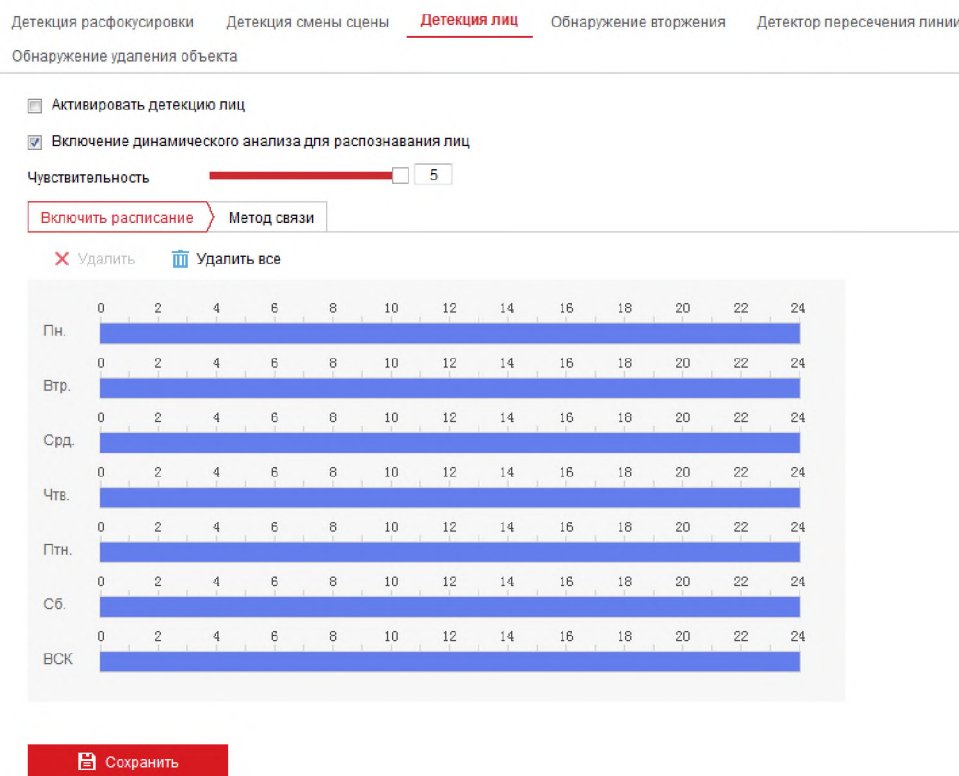 Детекция расфокусировки Детекция смены сцены Детекция лиц Обнаружение вторжения Детектор пересечения линии
Обнаружение удаления объекта
Активировать детекцию лиц
Включение динамического анализа для распознавания лиц
Чувствительность 5
Включить расписание Метод связи
Удалить Удалить все
0 2 4 6 8 10 12 14 16 18 20 22 24
Пн.
0 2 4 6 8 10 12 14 16 18 20 22 24
Втр.
0 2 4 6 8 10 12 14 16 18 20 22 24
Срд.
0 2 4 6 8 10 12 14 16 18 20 22 24
Чтв.
0 2 4 6 8 10 12 14 16 18 20 22 24
Птн.
0 2 4 6 8 10 12 14 16 18 20 22 24
Сб.
0 2 4 6 8 10 12 14 16 18 20 22 24
ВСК
Сохранить